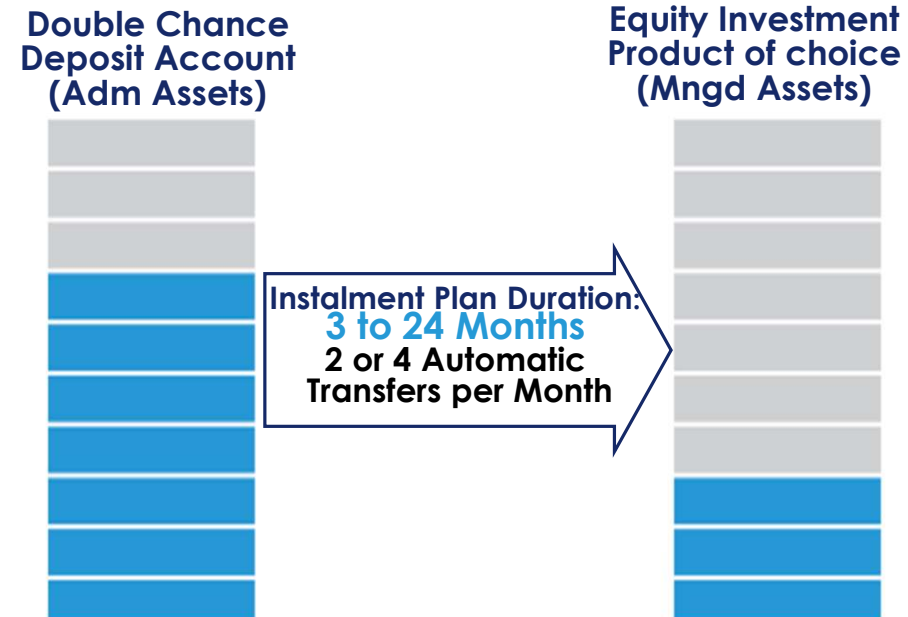 Double Chance
Deposit Account
(Adm Assets)
Equity Investment
Product of choice
(Mngd Assets)
Instalment Plan Duration:
3 to 24 Months
2 or 4 Automatic
Transfers per Month